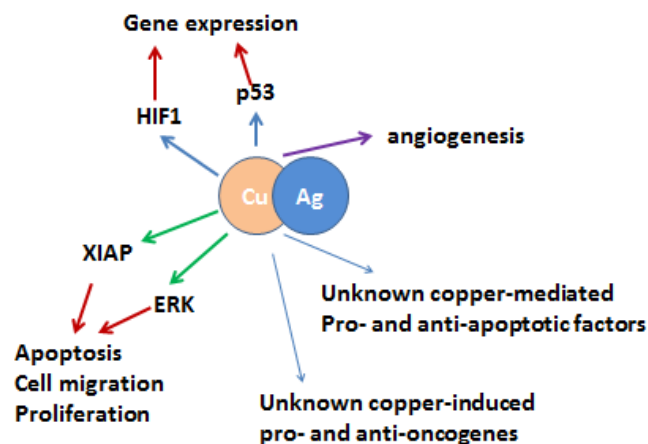 Gene expression
p53
HIF1
angiogenesis
Cu Ag
XIAP
ERK
Unknown copper-mediated
Pro- and anti-apoptotic factors
Apoptosis
Cell migration
Proliferation
Unknown copper-induced
pro- and anti-oncogenes